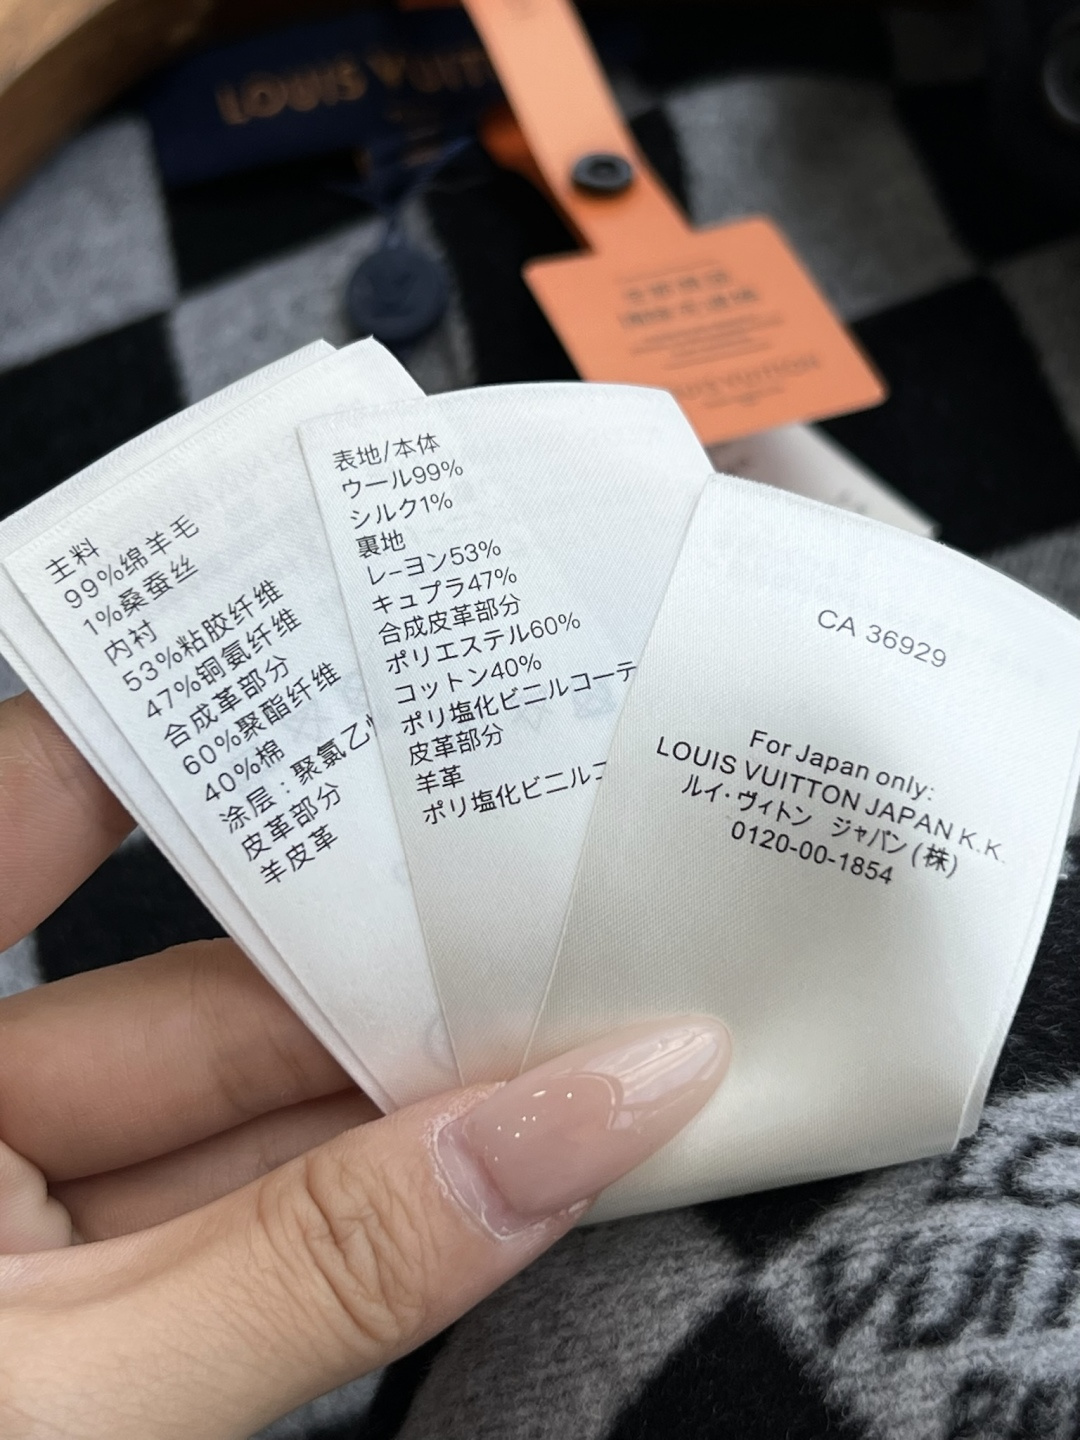 LOUIS VUITT
主料
99%绵羊毛
1%桑蚕丝
内衬
53%粘胶纤维
47%铜氨纤维
合成革部分
60%聚酯纤维
40%棉
涂层：聚氯乙
皮革部分
羊皮革
表地/本体
ウール99%
シルク1%
裏地
レーヨン53%
キュプラ47%
合成皮革部分
ポリエステル60%
コットン40%
ポリ塩化ビニルコーテ
皮革部分
羊革
ポリ塩化ビニルコ
CA 36929
For Japan only:
LOUIS VUITTON JAPAN K.K.
ルイ・ヴィトン ジャパン(株)
0120-00-1854
VUITTON